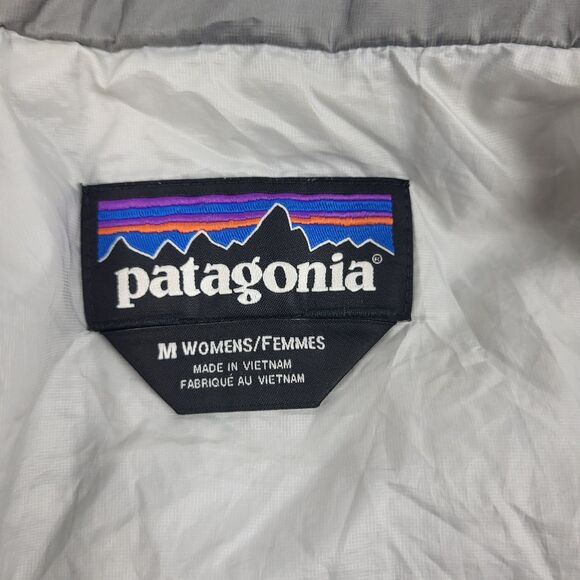 patagonia®
M WOMENS/FEMMES
MADE IN VIETNAM
FABRIQUÉ AU VIETNAM